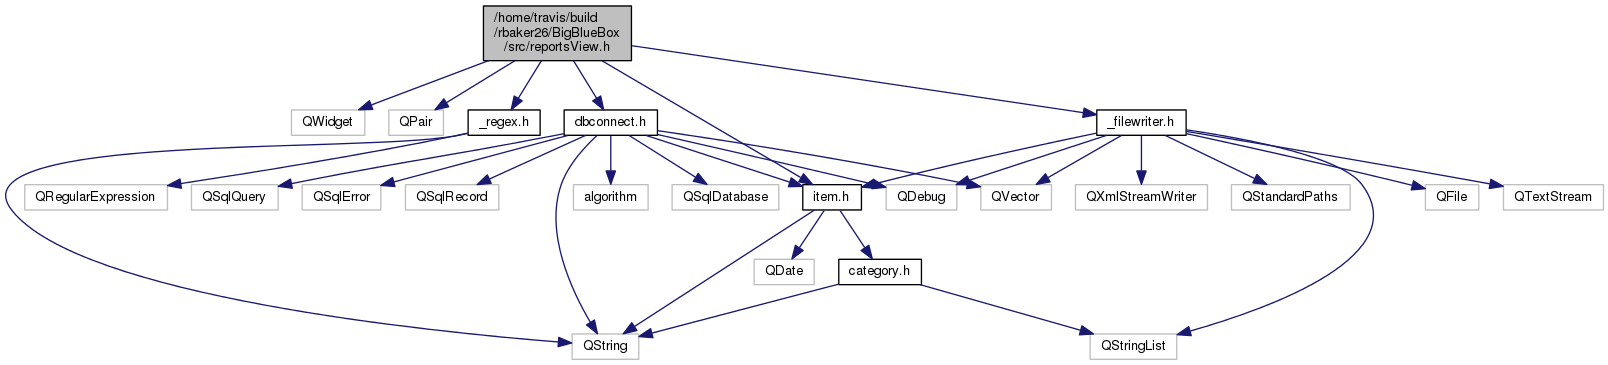 /home/travis/build
/rbaker26/BigBlueBox
/src/reportsView.h
QWidget
QPair
_regex.h
dbconnect.h
_filewriter.h
QRegularExpression
QSqlQuery
QSqlError
QSqlRecord
algorithm
QSqlDatabase
item.h
QDebug
QVector
QXmlStreamWriter
QStandardPaths
QFile
QTextStream
QDate
category.h
QString
QStringList